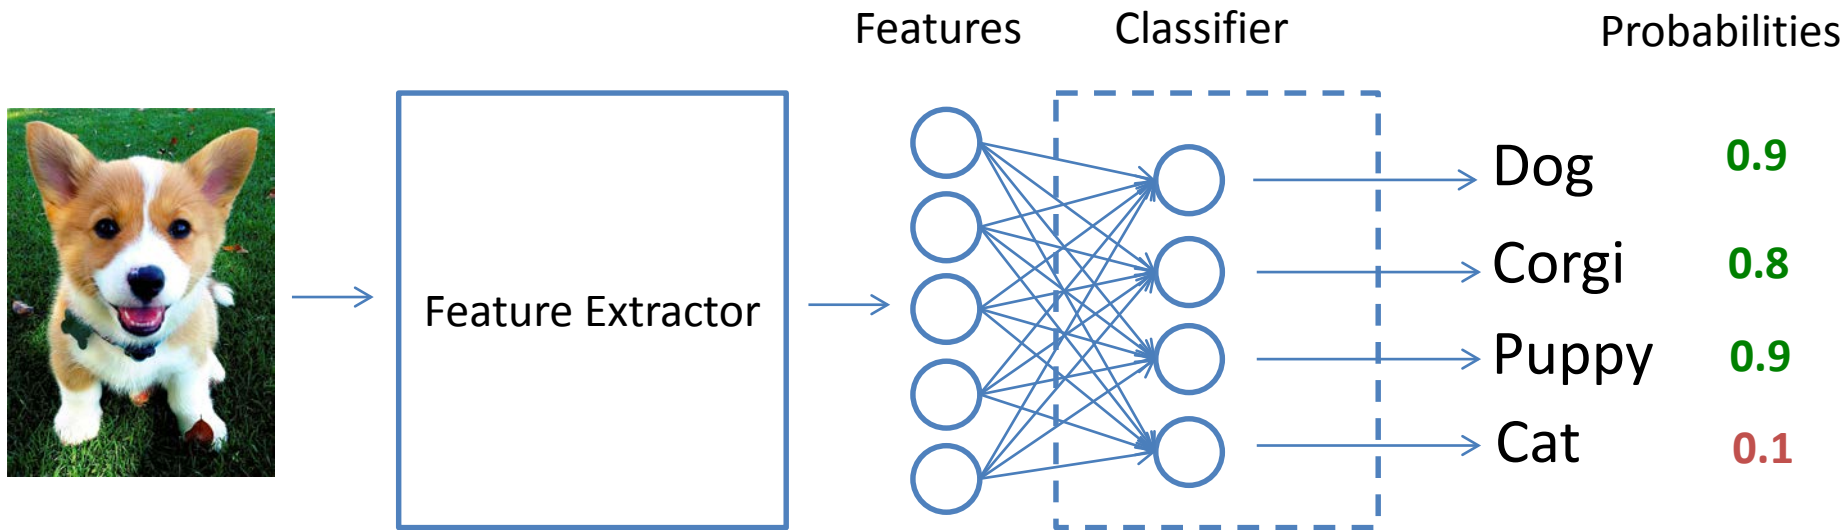 Features Classifier Probabilities
Feature Extractor
Dog 0.9
Corgi 0.8
Puppy 0.9
Cat 0.1